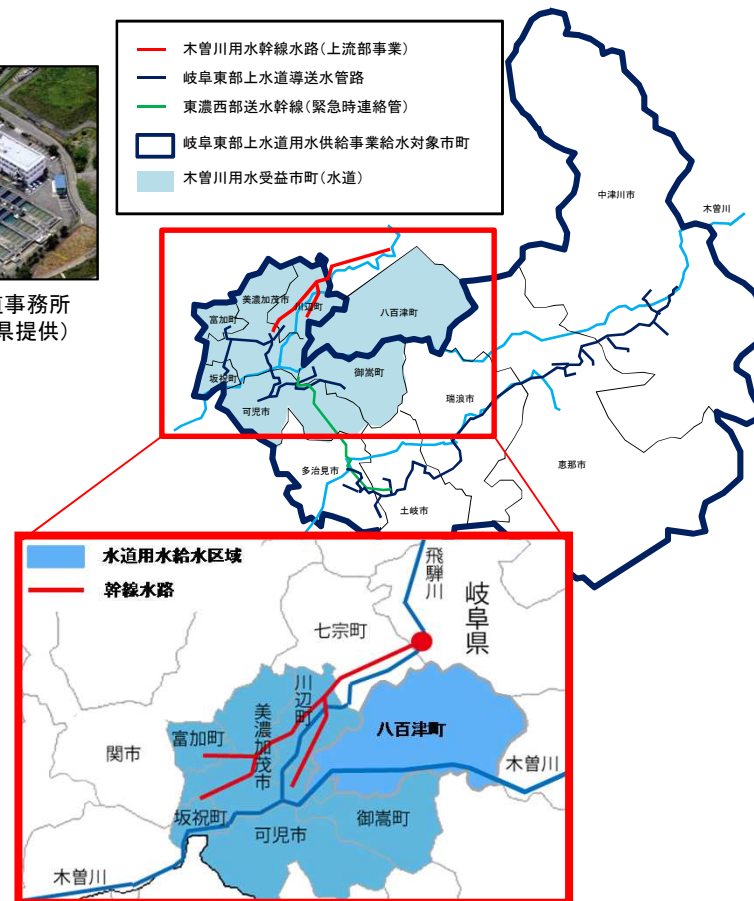 木曽川用水幹線水路(上流部事業)
岐阜東部上水道導送水管路
東濃西部送水幹線(緊急時連絡管)
岐阜東部上水道用水供給事業給水対象市町
木曽川用水受益市町(水道)
道事務所
県提供)
中津川市
木曽川
美濃加茂市
川辺町
富加町
八百津町
坂祝町
御嵩町
可児市
瑞浪市
多治見市
恵那市
土岐市
水道用水給水区域
幹線水路
飛騨川
岐阜県
七宗町
川辺町
美濃加茂市
富加町
関市
八百津町
木曽川
坂祝町
可児市
御嵩町
木曽川